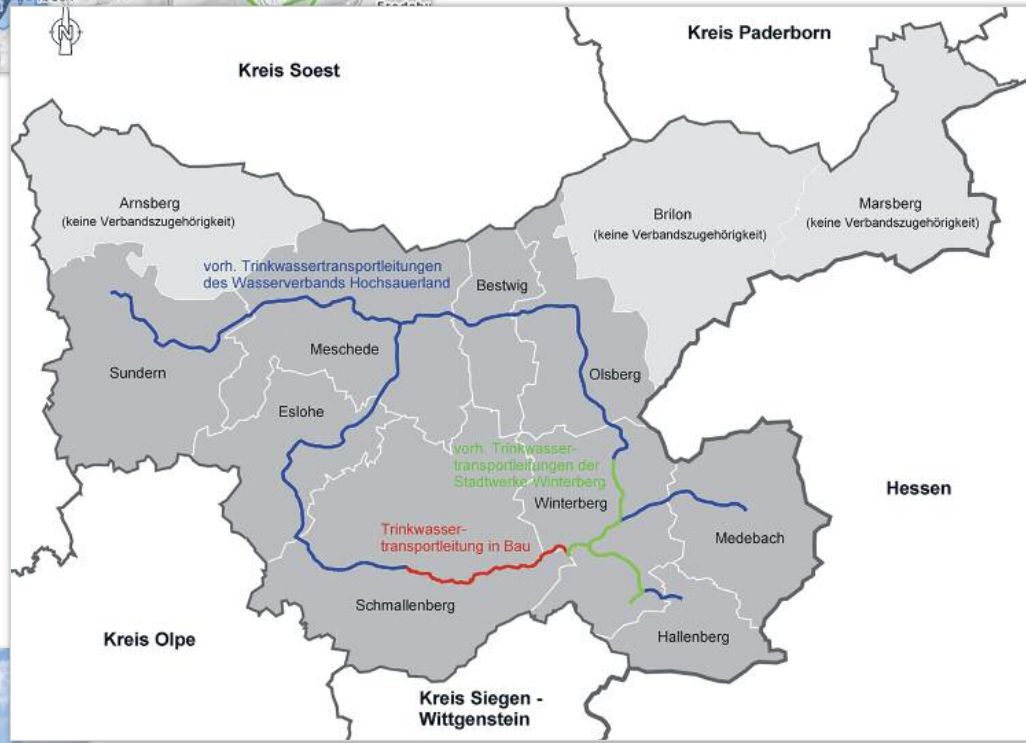 N
Kreis Soest
Kreis Paderborn
Arnsberg
(keine Verbandszugehörigkeit)
Brilon
(keine Verbandszugehörigkeit)
Marsberg
(keine Verbandszugehörigkeit)
vorh. Trinkwassertransportleitungen
des Wasserverbands Hochsauerland
Bestwig
Meschede
Sundern
Olsberg
Eslohe
vorh. Trinkwasser-
transportleitungen der
Stadtwerke Winterberg
Winterberg
Hessen
Trinkwasser-
transportleitung in Bau
Medebach
Schmallenberg
Hallenberg
Kreis Olpe
Kreis Siegen -
Wittgenstein